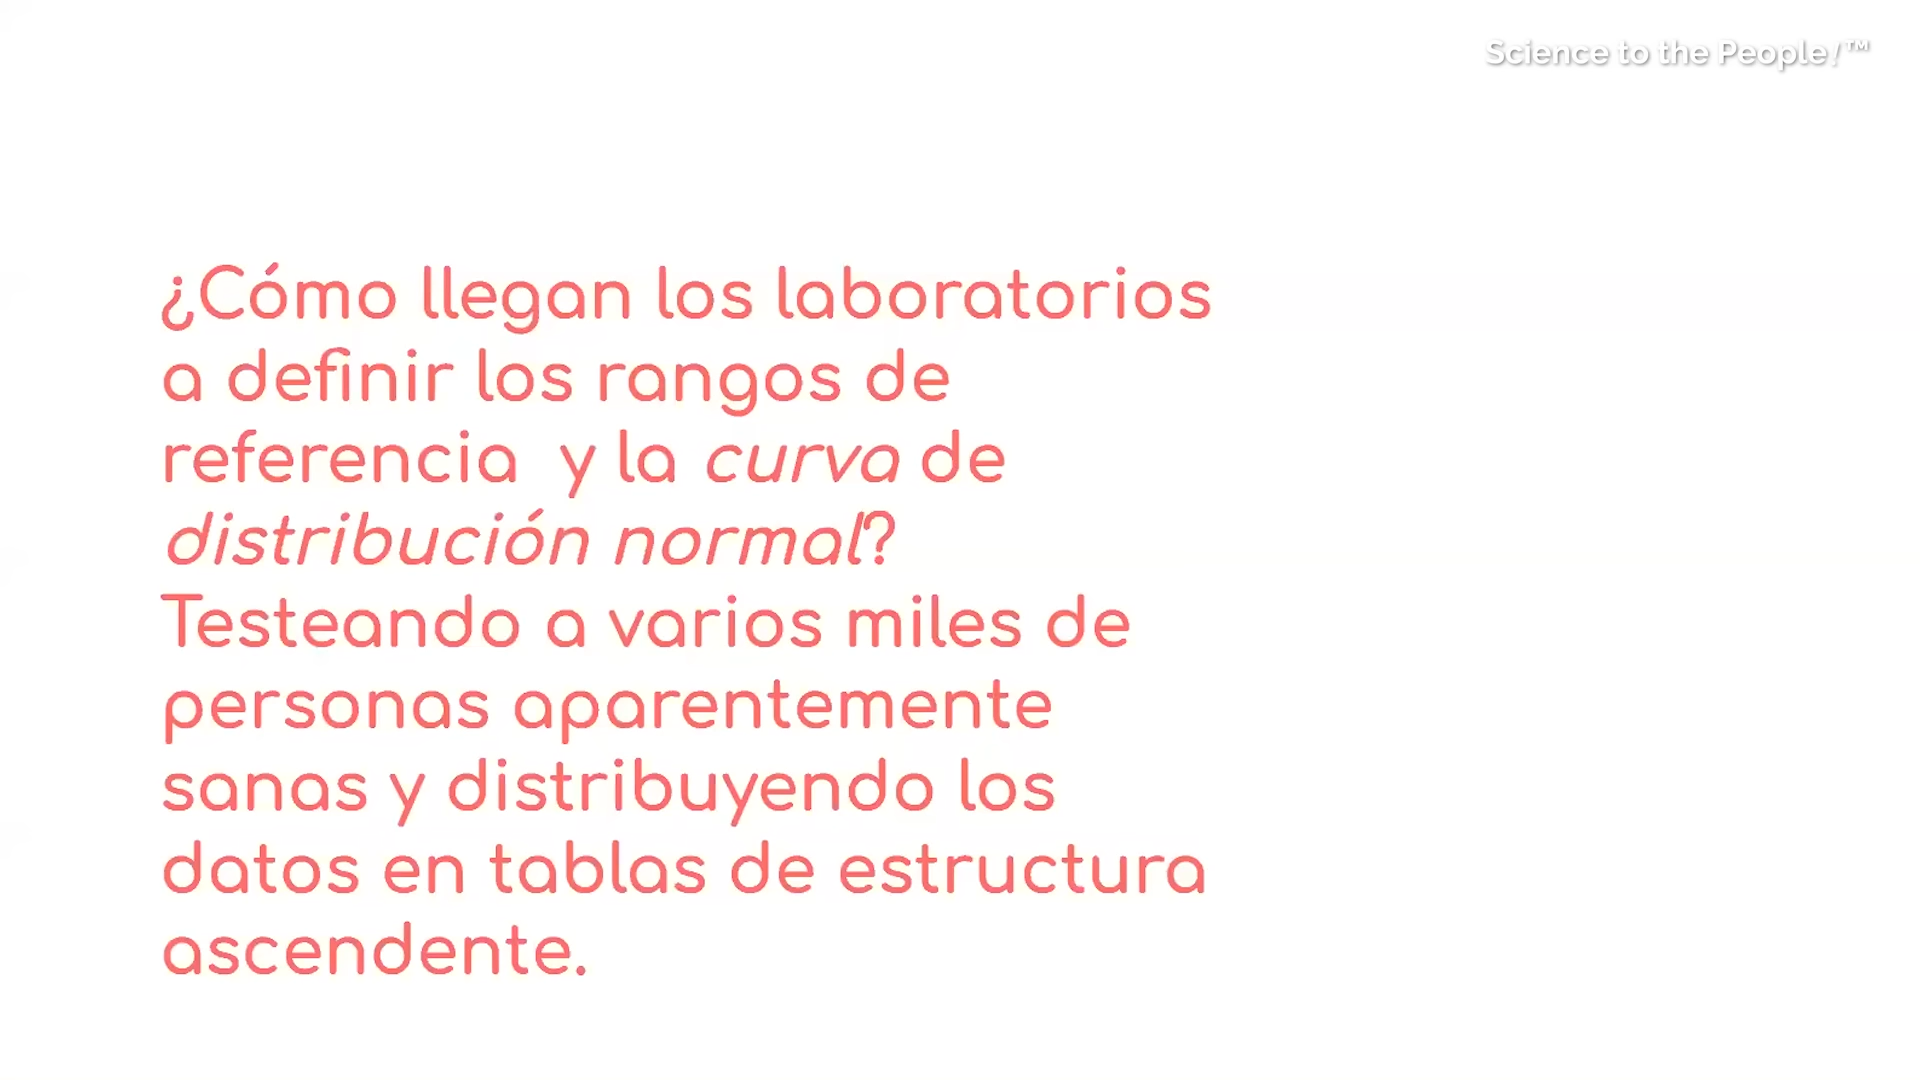 Science to the People!™
¿Cómo llegan los laboratorios
a definir los rangos de
referencia  y la curva de
distribución normal?
Testeando a varios miles de
personas aparentemente
sanas y distribuyendo los
datos en tablas de estructura
ascendente.